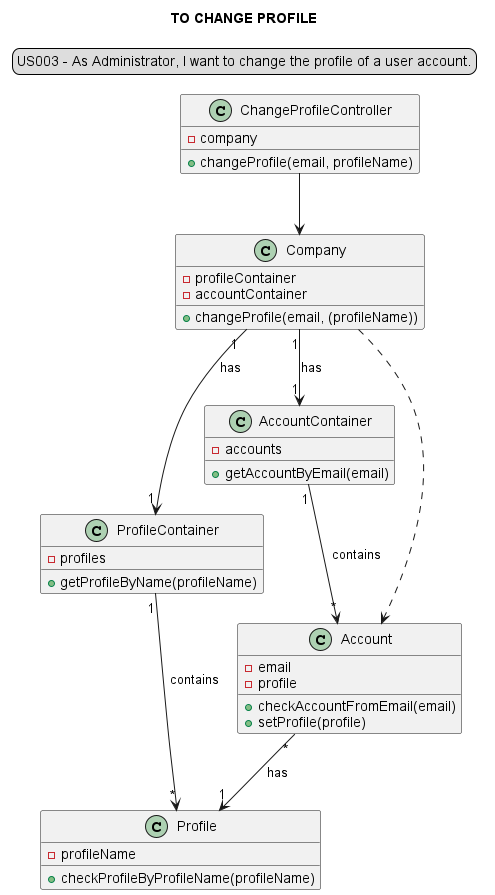 TO CHANGE PROFILE
US003 - As Administrator, I want to change the profile of a user account.
C ChangeProfileController
company
changeProfile(email, profileName)
C Company
profileContainer
accountContainer
changeProfile(email, (profileName))
1
1
has
has
1
C AccountContainer
accounts
getAccountByEmail(email)
1
1
C ProfileContainer
profiles
getProfileByName(profileName)
contains
*
1
C Account
email
profile
checkAccountFromEmail(email)
setProfile(profile)
contains
*
has
*
1
C Profile
profileName
checkProfileByProfileName(profileName)